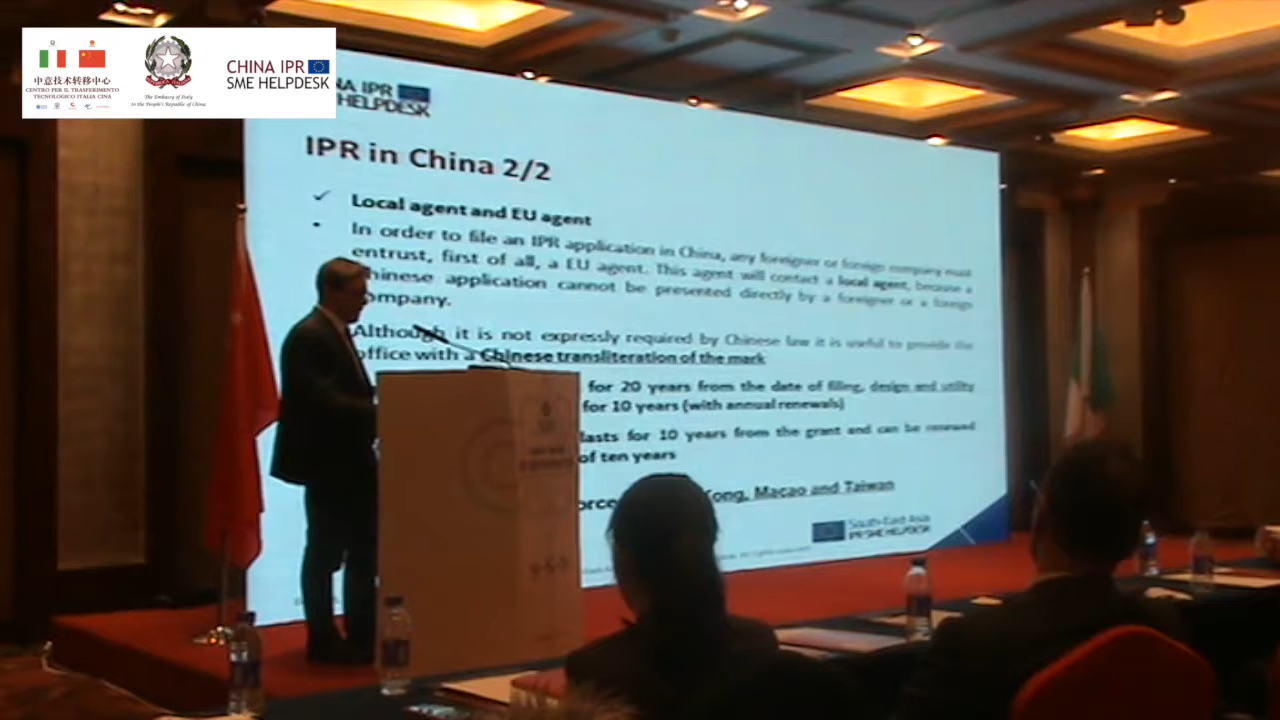 中意技术转移中心
CENTRO PER IL TRASFERIMENTO
TECNOLOGICO ITALIA CINA
The Embassy of Italy
to the People's Republic of China
CHINA IPR
SME HELPDESK
NA IPR
HELPDESK
IPR in China 2/2
✓ Local agent and EU agent
• In order to file an IPR application in China, any foreigner or foreign company must
entrust, first of all, a EU agent. This agent will contact a local agent, because a
Chinese application cannot be presented directly by a foreigner or a foreign
company.
Although it is not expressly required by Chinese law it is useful to provide the
office with a Chinese transliteration of the mark
for 20 years from the date of filing, design and utility
for 10 years (with annual renewals)
lasts for 10 years from the grant and can be renewed
of ten years
Kong, Macao and Taiwan
South-East Asia
IPR SME HELPDESK